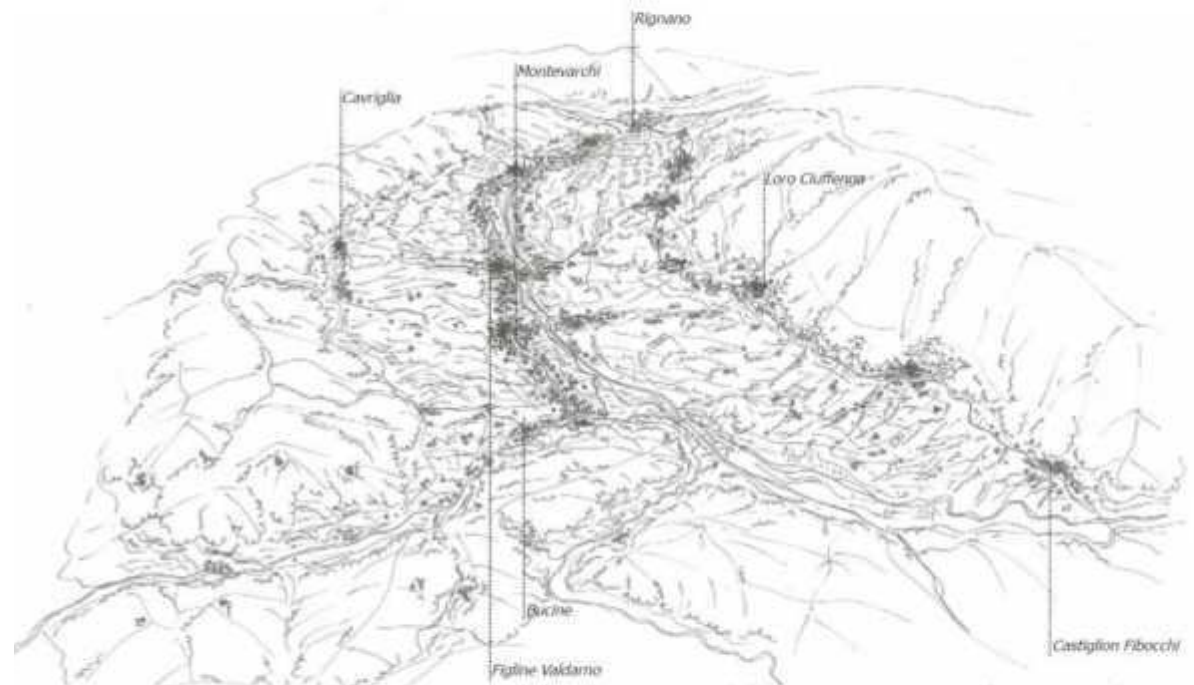 Rignano
Montevarchi
Cavriglia
Loro Ciuffenna
Bucine
Castiglion Fibocchi
Figline Valdarno